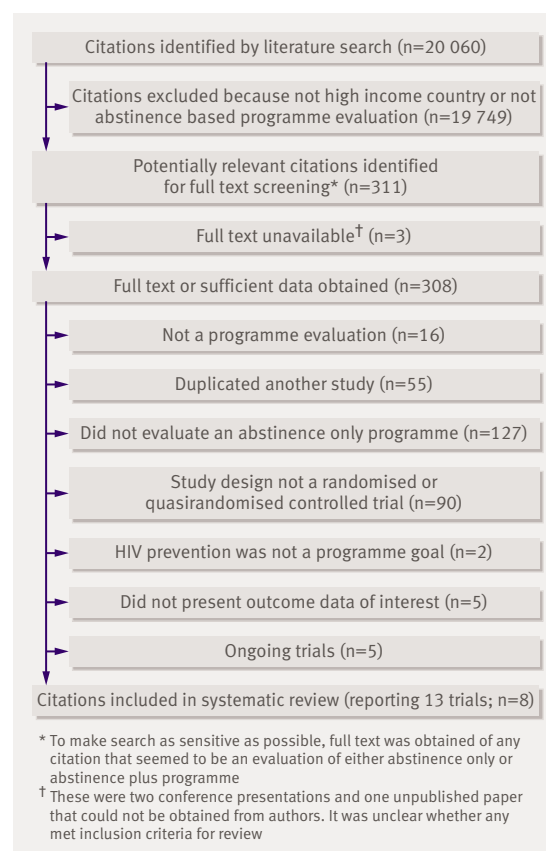 Citations identified by literature search (n=20 060)
Citations excluded because not high income country or not
abstinence based programme evaluation (n=19 749)
Potentially relevant citations identified
for full text screening* (n=311)
Full text unavailable† (n=3)
Full text or sufficient data obtained (n=308)
Not a programme evaluation (n=16)
Duplicated another study (n=55)
Did not evaluate an abstinence only programme (n=127)
Study design not a randomised or
quasirandomised controlled trial (n=90)
HIV prevention was not a programme goal (n=2)
Did not present outcome data of interest (n=5)
Ongoing trials (n=5)
Citations included in systematic review (reporting 13 trials; n=8)
* To make search as sensitive as possible, full text was obtained of any
citation that seemed to be an evaluation of either abstinence only or
abstinence plus programme
† These were two conference presentations and one unpublished paper
that could not be obtained from authors. It was unclear whether any
met inclusion criteria for review